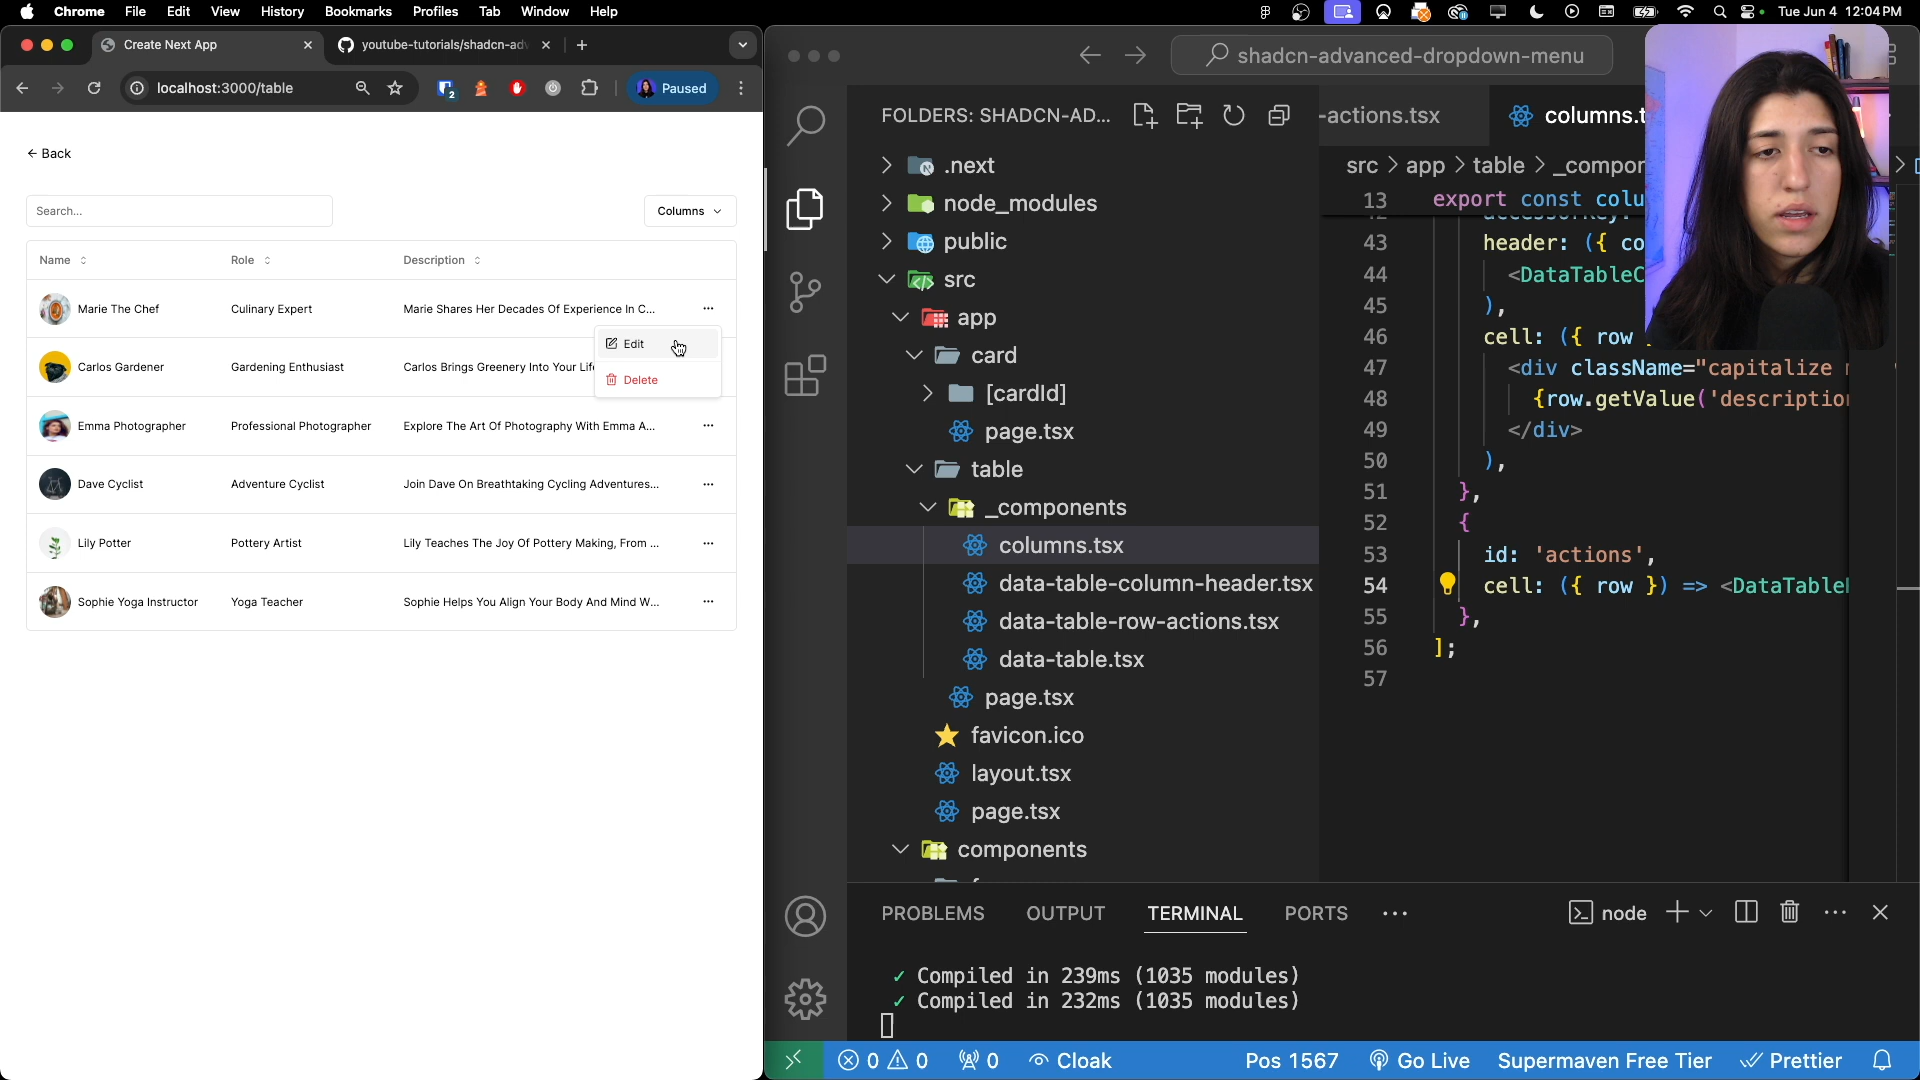 Chrome File Edit View History Bookmarks Profiles Tab Window Help
Tue Jun 4 12:04 PM
Create Next App
youtube-tutorials/shadcn-adv
localhost:3000/table
2
Paused
← Back
Search...
Columns
Name Role Description
Marie The Chef Culinary Expert Marie Shares Her Decades Of Experience In C... ...
Edit
Carlos Gardener Gardening Enthusiast Carlos Brings Greenery Into Your Life
Delete
Emma Photographer Professional Photographer Explore The Art Of Photography With Emma A... ...
Dave Cyclist Adventure Cyclist Join Dave On Breathtaking Cycling Adventures... ...
Lily Potter Pottery Artist Lily Teaches The Joy Of Pottery Making, From ... ...
Sophie Yoga Instructor Yoga Teacher Sophie Helps You Align Your Body And Mind W... ...
shadcn-advanced-dropdown-menu
FOLDERS: SHADCN-AD...
.next
node_modules
public
src
app
card
[cardId]
page.tsx
table
_components
columns.tsx
data-table-column-header.tsx
data-table-row-actions.tsx
data-table.tsx
page.tsx
favicon.ico
layout.tsx
page.tsx
components
-actions.tsx columns.t
src > app > table > _compor
13 export const colu
43 header: ({ co
44 <DataTableC
45 ),
46 cell: ({ row
47 <div className="capitalize
48 {row.getValue('description
49 </div>
50 ),
51 },
52 {
53 id: 'actions',
54 cell: ({ row }) => <DataTable
55 },
56 ];
57
PROBLEMS OUTPUT TERMINAL PORTS ...
node
✓ Compiled in 239ms (1035 modules)
✓ Compiled in 232ms (1035 modules)
0 0 0 Cloak Pos 1567 Go Live Supermaven Free Tier Prettier